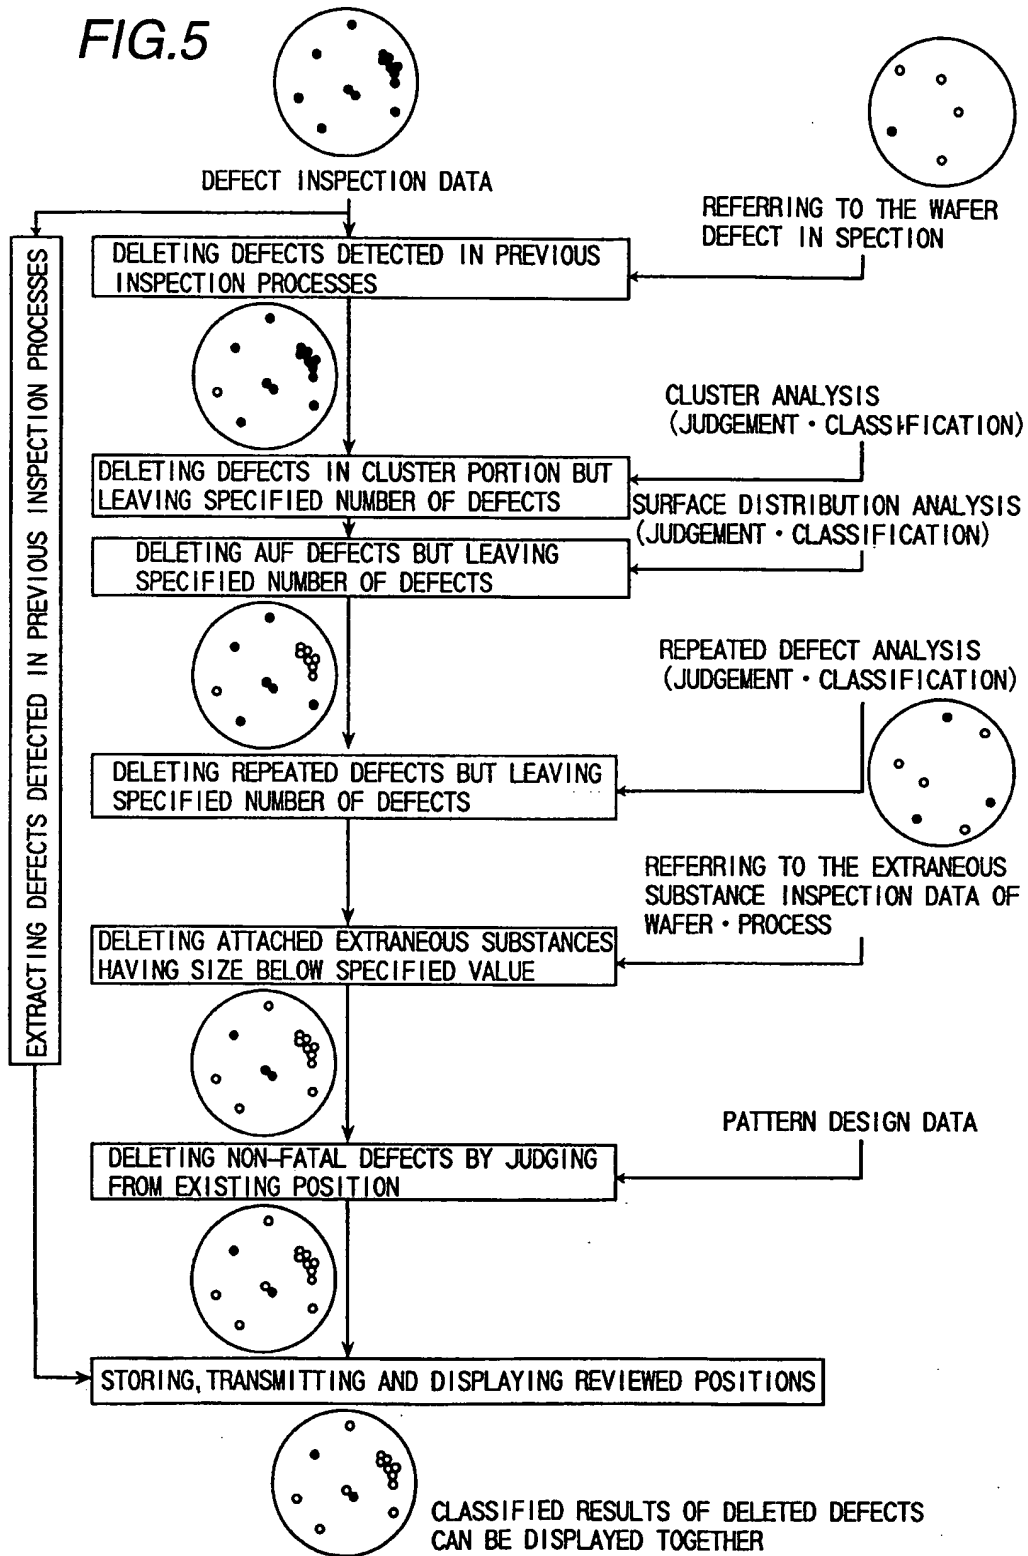 FIG.5
DEFECT INSPECTION DATA
REFERRING TO THE WAFER
DEFECT IN SPECTION
DELETING DEFECTS DETECTED IN PREVIOUS
INSPECTION PROCESSES
EXTRACTING DEFECTS DETECTED IN PREVIOUS INSPECTION PROCESSES
CLUSTER ANALYSIS
(JUDGEMENT・CLASSIFICATION)
DELETING DEFECTS IN CLUSTER PORTION BUT
LEAVING SPECIFIED NUMBER OF DEFECTS
SURFACE DISTRIBUTION ANALYSIS
(JUDGEMENT・CLASSIFICATION)
DELETING AUF DEFECTS BUT LEAVING
SPECIFIED NUMBER OF DEFECTS
REPEATED DEFECT ANALYSIS
(JUDGEMENT・CLASSIFICATION)
DELETING REPEATED DEFECTS BUT LEAVING
SPECIFIED NUMBER OF DEFECTS
REFERRING TO THE EXTRANEOUS
SUBSTANCE INSPECTION DATA OF
WAFER・PROCESS
DELETING ATTACHED EXTRANEOUS SUBSTANCES
HAVING SIZE BELOW SPECIFIED VALUE
PATTERN DESIGN DATA
DELETING NON-FATAL DEFECTS BY JUDGING
FROM EXISTING POSITION
STORING, TRANSMITTING AND DISPLAYING REVIEWED POSITIONS
CLASSIFIED RESULTS OF DELETED DEFECTS
CAN BE DISPLAYED TOGETHER